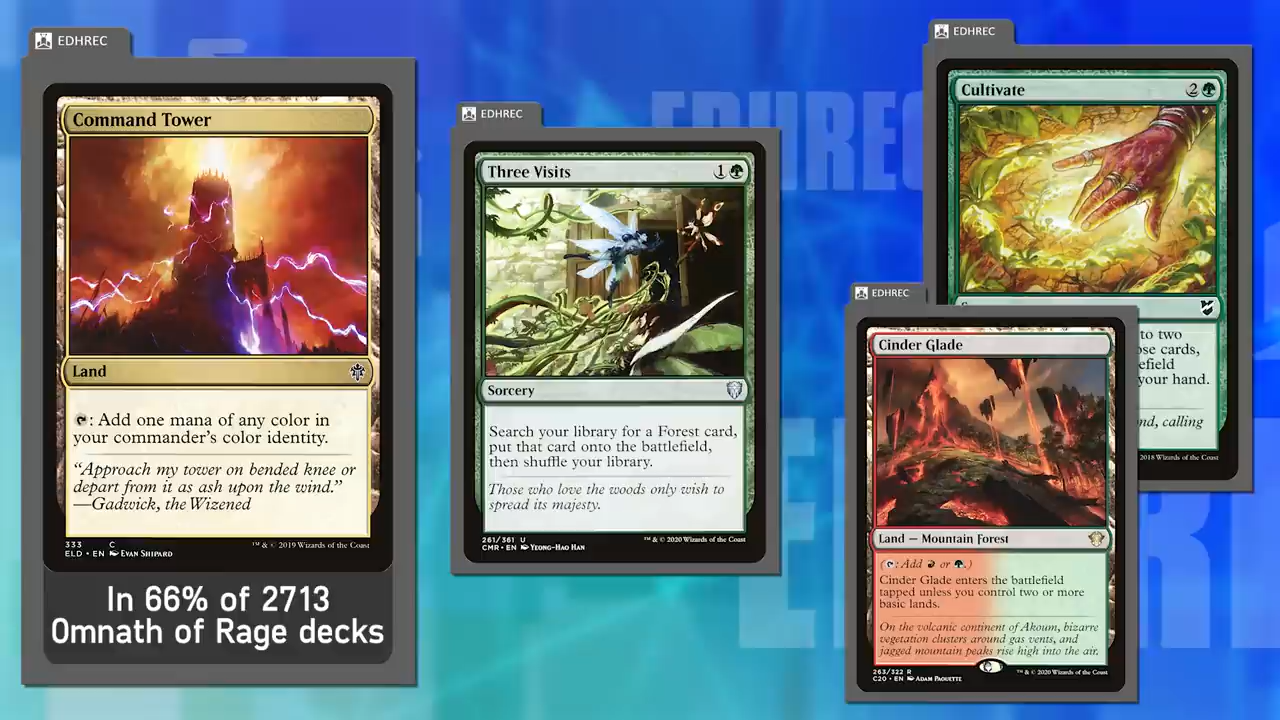 EDHREC
Command Tower
Land
: Add one mana of any color in
your commander's color identity.
"Approach my tower on bended knee or
depart from it as ash upon the wind."
—Gadwick, the Wizened
333 C
ELD • EN Evan Shipard
™ & © 2019 Wizards of the Coast
In 66% of 2713
Omnath of Rage decks
EDHREC
Three Visits 1
Sorcery
Search your library for a Forest card,
put that card onto the battlefield,
then shuffle your library.
Those who love the woods only wish to
spread its majesty.
261/361 U
CMR • EN Yeong-Hao Han
™ & © 2020 Wizards of the Coast
EDHREC
Cultivate 2
to two
ose cards,
efield
your hand.
nd, calling
2018 Wizards of the Coast
EDHREC
Cinder Glade
Land — Mountain Forest
(: Add or .)
Cinder Glade enters the battlefield
tapped unless you control two or more
basic lands.
On the volcanic continent of Akoum, bizarre
vegetation clusters around gas vents, and
jagged mountain peaks rise high into the air.
263/322 R
C20 • EN Adam Paquette
™ & © 2020 Wizards of the Coast
EDHREC